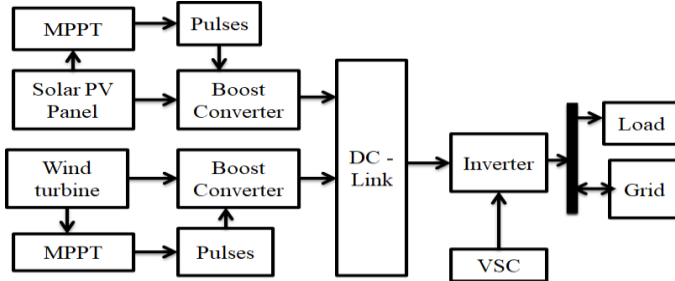 MPPT
Pulses
Solar PV
Panel
Boost
Converter
Wind
turbine
Boost
Converter
MPPT
Pulses
DC -
Link
Inverter
VSC
Load
Grid